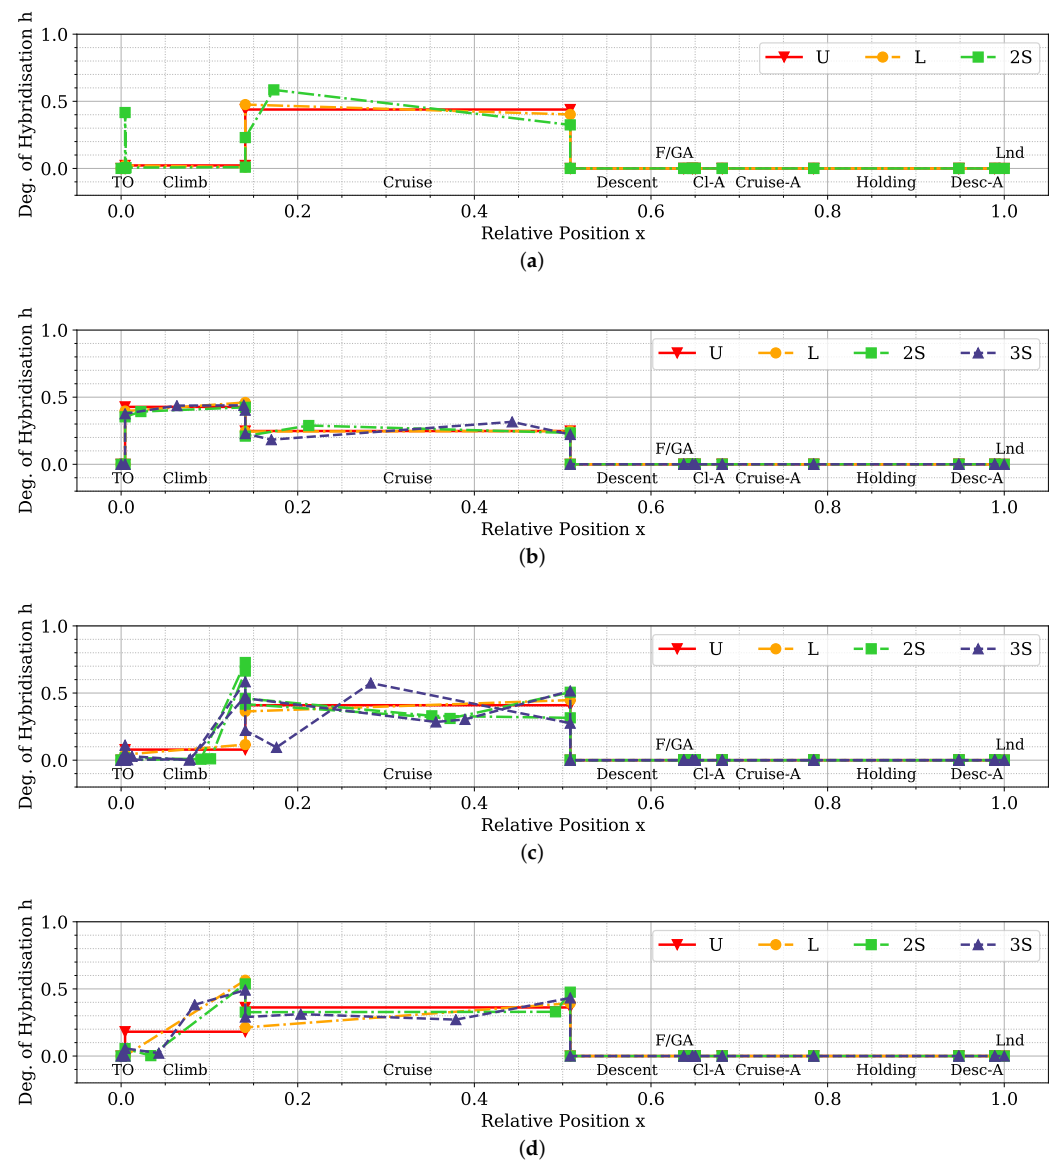 Deg. of Hybridisation h
1.0
U L 2S
0.5
F/GA Lnd
0.0
TO Climb Cruise Descent Cl-A Cruise-A Holding Desc-A
0.0 0.2 0.4 0.6 0.8 1.0
Relative Position x
(a)
Deg. of Hybridisation h
1.0
U L 2S 3S
0.5
F/GA Lnd
0.0
TO Climb Cruise Descent Cl-A Cruise-A Holding Desc-A
0.0 0.2 0.4 0.6 0.8 1.0
Relative Position x
(b)
Deg. of Hybridisation h
1.0
U L 2S 3S
0.5
F/GA Lnd
0.0
TO Climb Cruise Descent Cl-A Cruise-A Holding Desc-A
0.0 0.2 0.4 0.6 0.8 1.0
Relative Position x
(c)
Deg. of Hybridisation h
1.0
U L 2S 3S
0.5
F/GA Lnd
0.0
TO Climb Cruise Descent Cl-A Cruise-A Holding Desc-A
0.0 0.2 0.4 0.6 0.8 1.0
Relative Position x
(d)